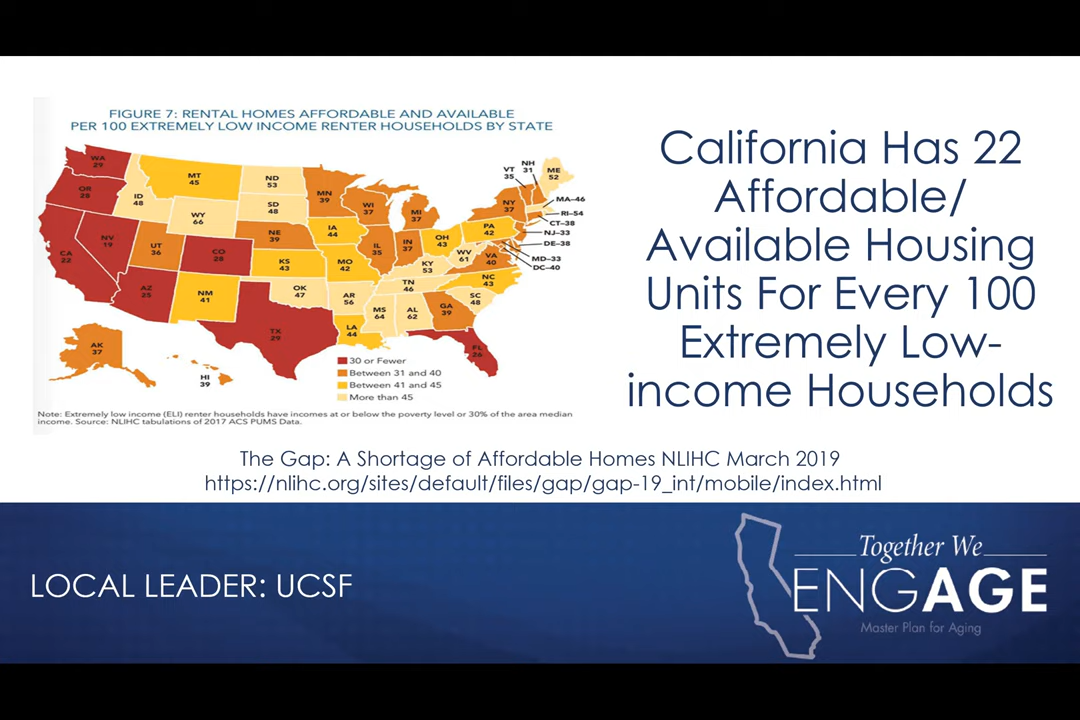 FIGURE 7: RENTAL HOMES AFFORDABLE AND AVAILABLE
PER 100 EXTREMELY LOW INCOME RENTER HOUSEHOLDS BY STATE
WA
29
OR
28
CA
22
NV
19
ID
48
MT
45
WY
66
UT
36
AZ
25
CO
28
NM
41
ND
53
SD
48
NE
39
KS
43
OK
47
TX
29
MN
39
IA
44
MO
42
AR
56
LA
44
WI
37
IL
35
MI
37
IN
37
OH
43
KY
53
TN
46
MS
64
AL
62
GA
39
FL
26
SC
48
NC
43
VA
40
WV
61
PA
42
NY
37
VT
35
NH
31
ME
52
MA–46
RI–54
CT–38
NJ–33
DE–38
MD–33
DC–40
AK
37
HI
39
30 or Fewer
Between 31 and 40
Between 41 and 45
More than 45
Note: Extremely low income (ELI) renter households have incomes at or below the poverty level or 30% of the area median
income. Source: NLIHC tabulations of 2017 ACS PUMS Data.
California Has 22
Affordable/
Available Housing
Units For Every 100
Extremely Low-
income Households
The Gap: A Shortage of Affordable Homes NLIHC March 2019
https://nlihc.org/sites/default/files/gap/gap-19_int/mobile/index.html
LOCAL LEADER: UCSF
Together We
ENGAGE
Master Plan for Aging